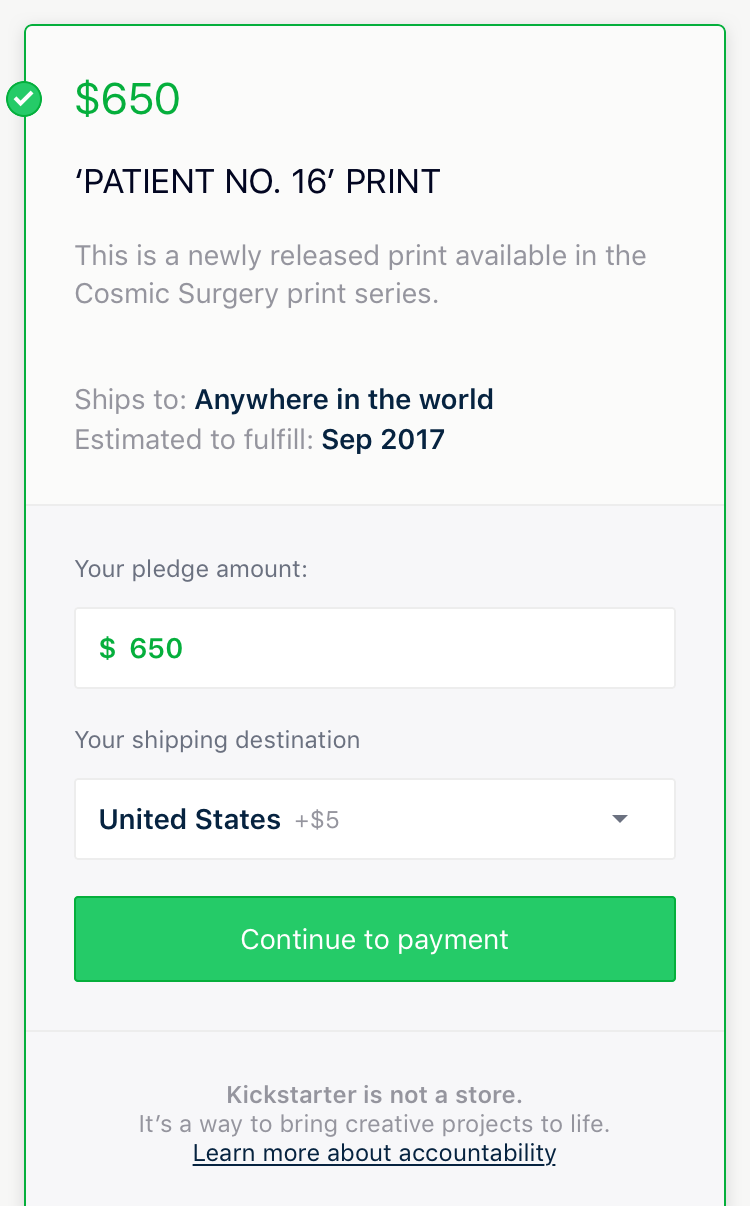 $650
‘PATIENT NO. 16’ PRINT
This is a newly released print available in the
Cosmic Surgery print series.
Ships to: Anywhere in the world
Estimated to fulfill: Sep 2017
Your pledge amount:
$ 650
Your shipping destination
United States +$5
Continue to payment
Kickstarter is not a store.
It’s a way to bring creative projects to life.
Learn more about accountability